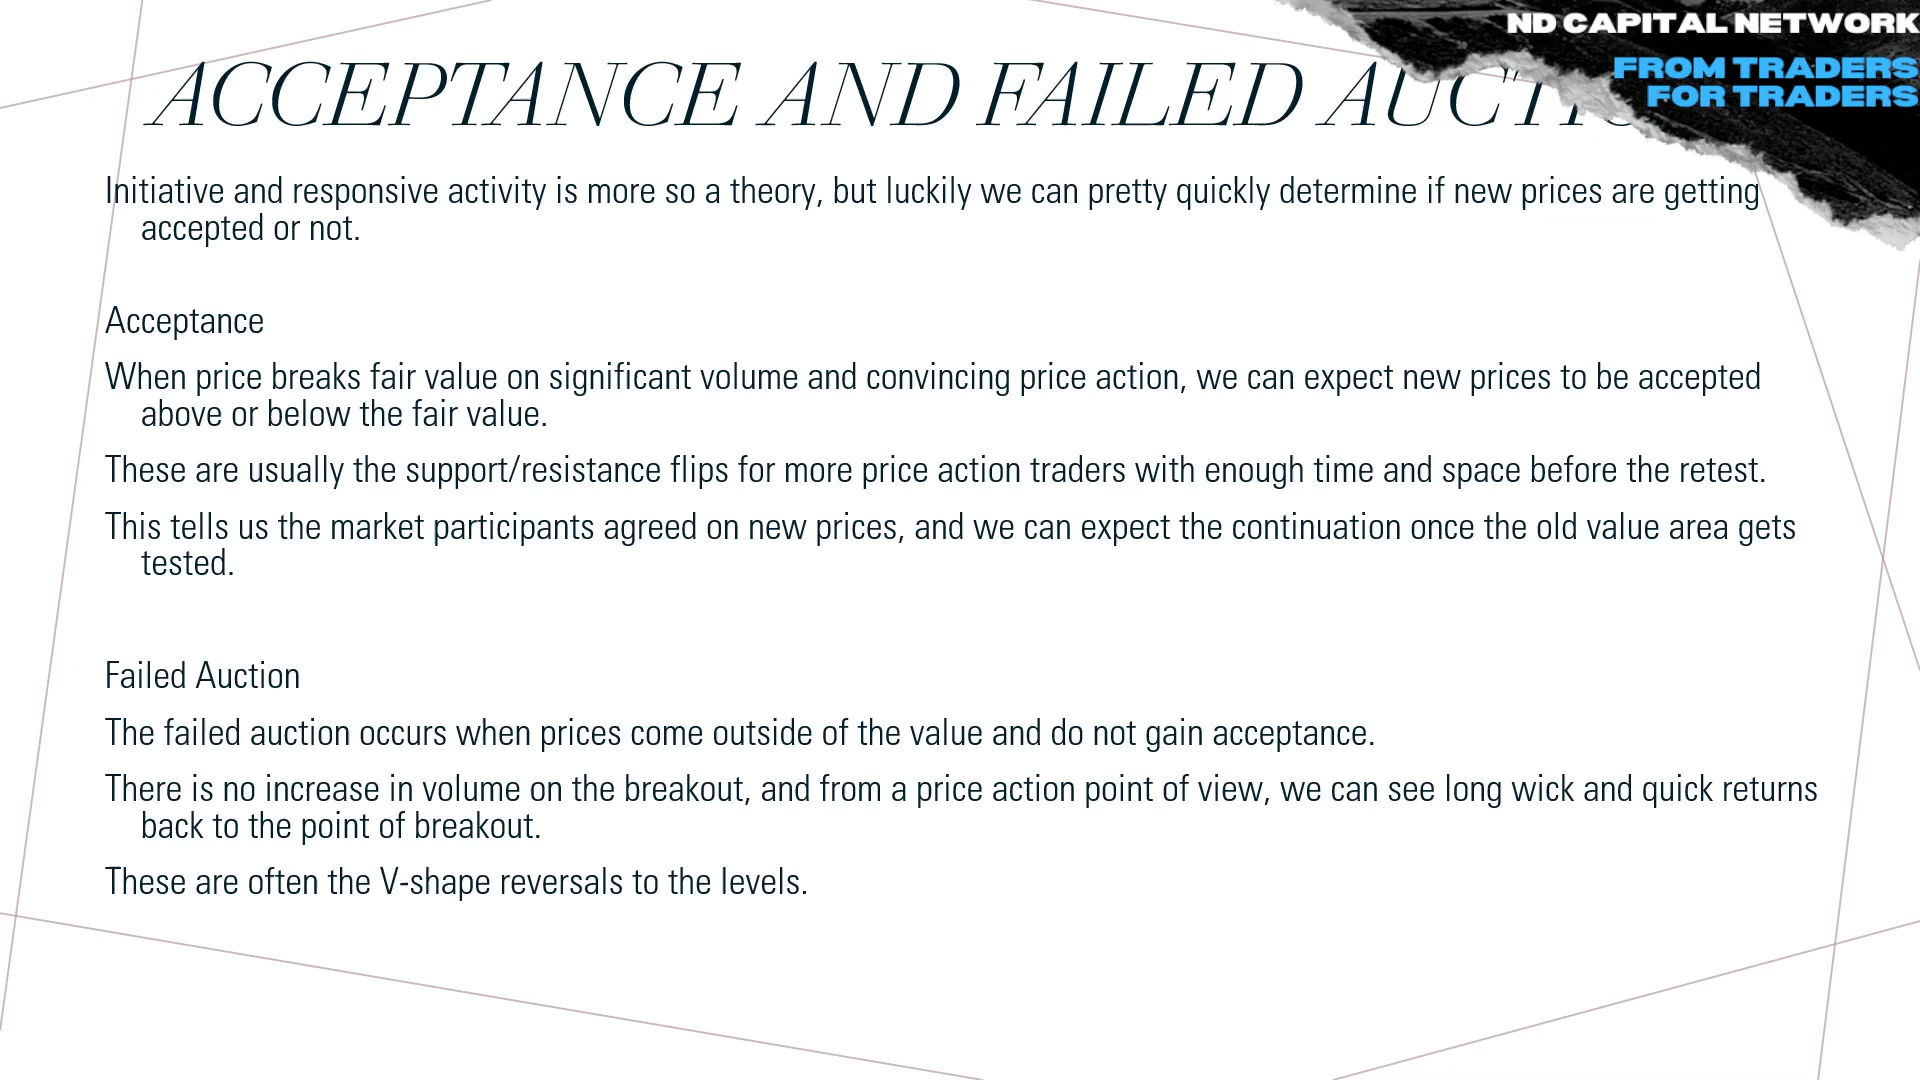 ND CAPITAL NETWORK
FROM TRADERS
FOR TRADERS
ACCEPTANCE AND FAILED
Initiative and responsive activity is more so a theory, but luckily we can pretty quickly determine if new prices are getting
accepted or not.
Acceptance
When price breaks fair value on significant volume and convincing price action, we can expect new prices to be accepted
above or below the fair value.
These are usually the support/resistance flips for more price action traders with enough time and space before the retest.
This tells us the market participants agreed on new prices, and we can expect the continuation once the old value area gets
tested.
Failed Auction
The failed auction occurs when prices come outside of the value and do not gain acceptance.
There is no increase in volume on the breakout, and from a price action point of view, we can see long wick and quick returns
back to the point of breakout.
These are often the V-shape reversals to the levels.